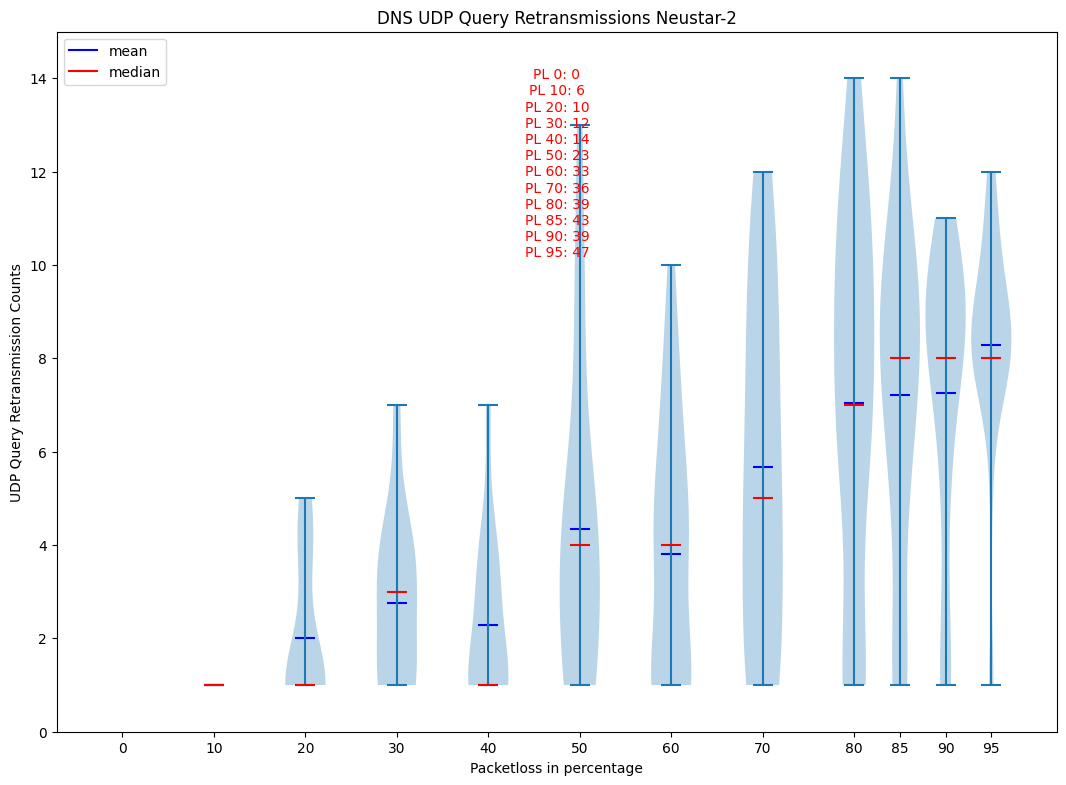 DNS UDP Query Retransmissions Neustar-2
mean
median
PL 0: 0
PL 10: 6
PL 20: 10
PL 30: 12
PL 40: 14
PL 50: 23
PL 60: 33
PL 70: 36
PL 80: 39
PL 85: 43
PL 90: 39
PL 95: 47
UDP Query Retransmission Counts
14
12
10
8
6
4
2
0
0 10 20 30 40 50 60 70 80 85 90 95
Packetloss in percentage